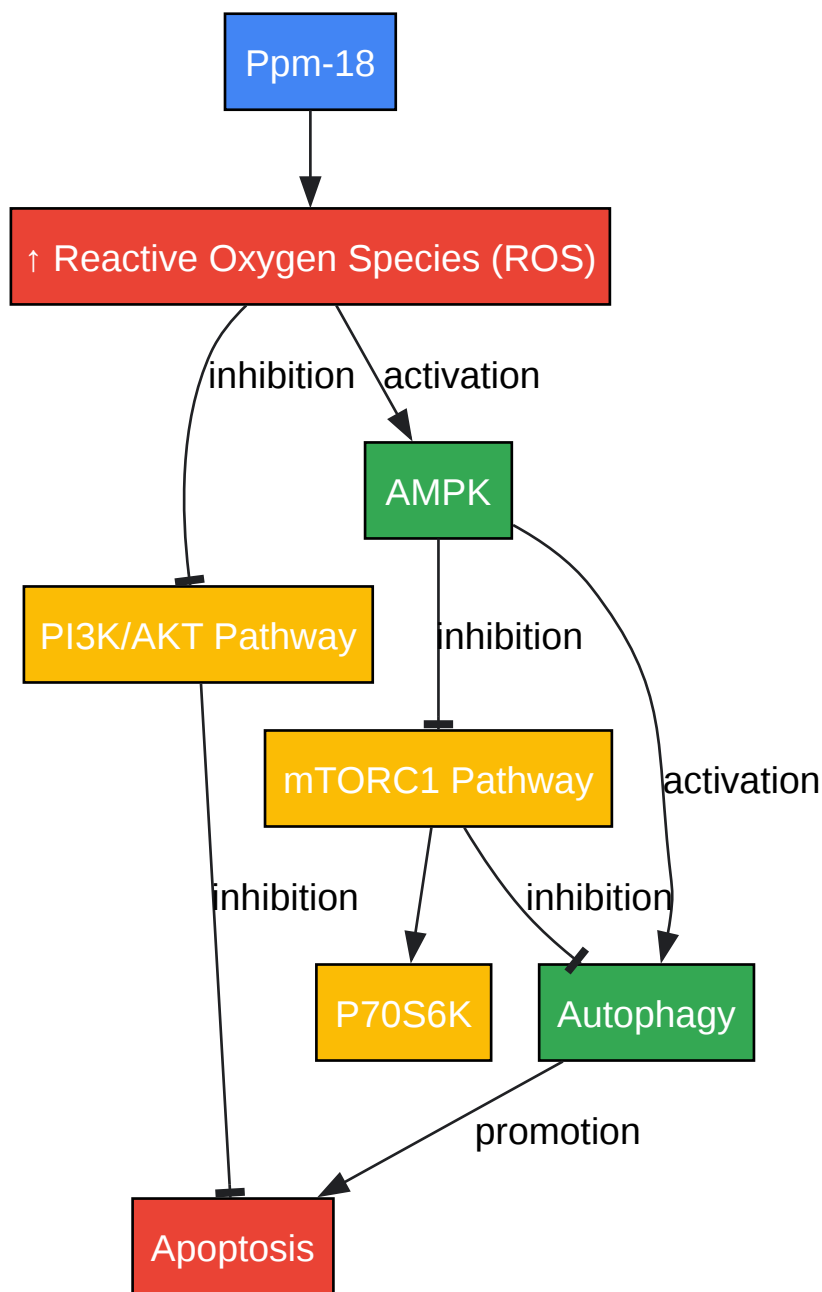 Ppm-18
↑ Reactive Oxygen Species (ROS)
inhibition
activation
AMPK
PI3K/AKT Pathway
inhibition
mTORC1 Pathway
activation
inhibition
inhibition
P70S6K
Autophagy
promotion
Apoptosis